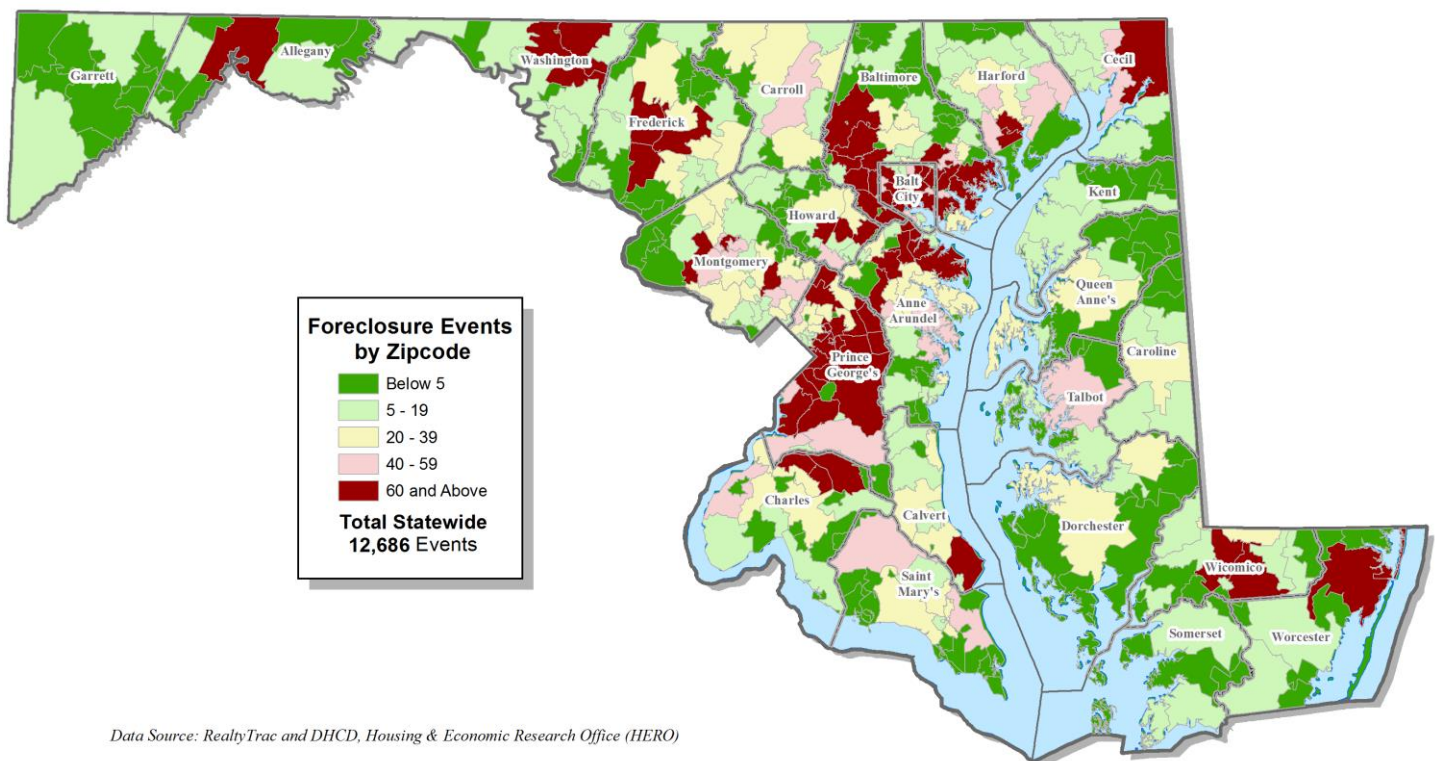 Garrett
Allegany
Washington
Frederick
Carroll
Baltimore
Harford
Cecil
Balt
City
Howard
Montgomery
Kent
Queen
Anne's
Anne
Arundel
Prince
George's
Caroline
Talbot
Charles
Calvert
Dorchester
Saint
Mary's
Wicomico
Somerset
Worcester
Foreclosure Events
by Zipcode
Below 5
5 - 19
20 - 39
40 - 59
60 and Above
Total Statewide
12,686 Events
Data Source: RealtyTrac and DHCD, Housing & Economic Research Office (HERO)